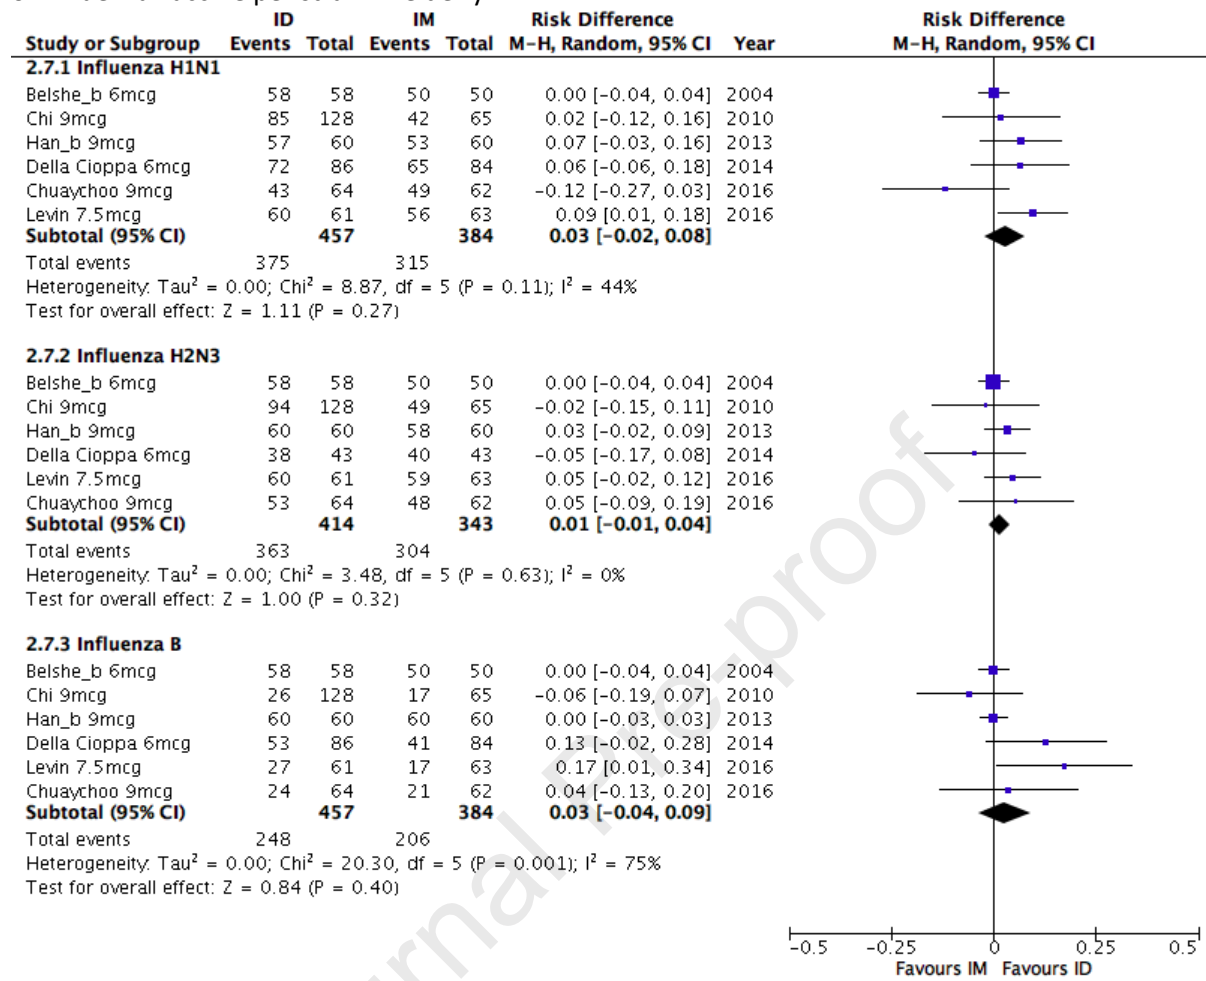 ID IM Risk Difference Risk Difference
Study or Subgroup Events Total Events Total M-H, Random, 95% CI Year M-H, Random, 95% CI
2.7.1 Influenza H1N1
Belshe_b 6mcg 58 58 50 50 0.00 [-0.04, 0.04] 2004
Chi 9mcg 85 128 42 65 0.02 [-0.12, 0.16] 2010
Han_b 9mcg 57 60 53 60 0.07 [-0.03, 0.16] 2013
Della Cioppa 6mcg 72 86 65 84 0.06 [-0.06, 0.18] 2014
Chuaychoo 9mcg 43 64 49 62 -0.12 [-0.27, 0.03] 2016
Levin 7.5mcg 60 61 56 63 0.09 [0.01, 0.18] 2016
Subtotal (95% CI) 457 384 0.03 [-0.02, 0.08]
Total events 375 315
Heterogeneity: Tau² = 0.00; Chi² = 8.87, df = 5 (P = 0.11); I² = 44%
Test for overall effect: Z = 1.11 (P = 0.27)
2.7.2 Influenza H2N3
Belshe_b 6mcg 58 58 50 50 0.00 [-0.04, 0.04] 2004
Chi 9mcg 94 128 49 65 -0.02 [-0.15, 0.11] 2010
Han_b 9mcg 60 60 58 60 0.03 [-0.02, 0.09] 2013
Della Cioppa 6mcg 38 43 40 43 -0.05 [-0.17, 0.08] 2014
Levin 7.5mcg 60 61 59 63 0.05 [-0.02, 0.12] 2016
Chuaychoo 9mcg 53 64 48 62 0.05 [-0.09, 0.19] 2016
Subtotal (95% CI) 414 343 0.01 [-0.01, 0.04]
Total events 363 304
Heterogeneity: Tau² = 0.00; Chi² = 3.48, df = 5 (P = 0.63); I² = 0%
Test for overall effect: Z = 1.00 (P = 0.32)
2.7.3 Influenza B
Belshe_b 6mcg 58 58 50 50 0.00 [-0.04, 0.04] 2004
Chi 9mcg 26 128 17 65 -0.06 [-0.19, 0.07] 2010
Han_b 9mcg 60 60 60 60 0.00 [-0.03, 0.03] 2013
Della Cioppa 6mcg 53 86 41 84 0.13 [-0.02, 0.28] 2014
Levin 7.5mcg 27 61 17 63 0.17 [0.01, 0.34] 2016
Chuaychoo 9mcg 24 64 21 62 0.04 [-0.13, 0.20] 2016
Subtotal (95% CI) 457 384 0.03 [-0.04, 0.09]
Total events 248 206
Heterogeneity: Tau² = 0.00; Chi² = 20.30, df = 5 (P = 0.001); I² = 75%
Test for overall effect: Z = 0.84 (P = 0.40)
-0.5 -0.25 0 0.25 0.5
Favours IM Favours ID
rnal Pre-proof